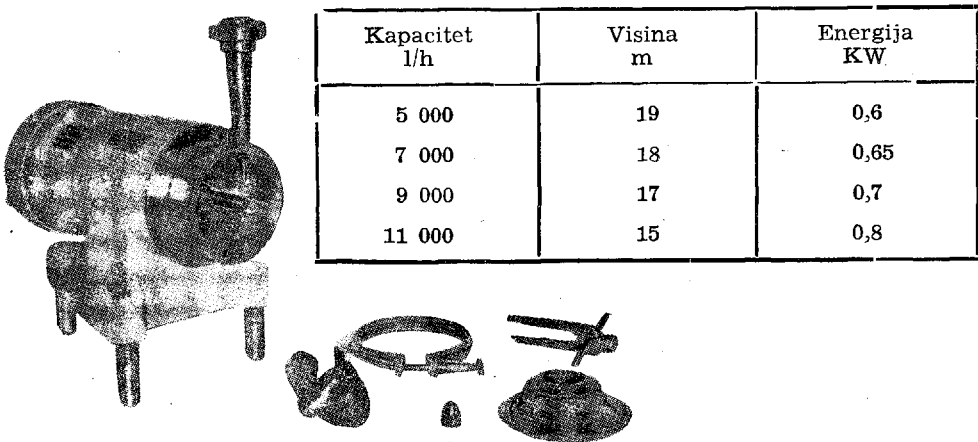 Kapacitet Visina Energija
l/h m KW
5 000 19 0,6
7 000 18 0,65
9 000 17 0,7
11 000 15 0,8